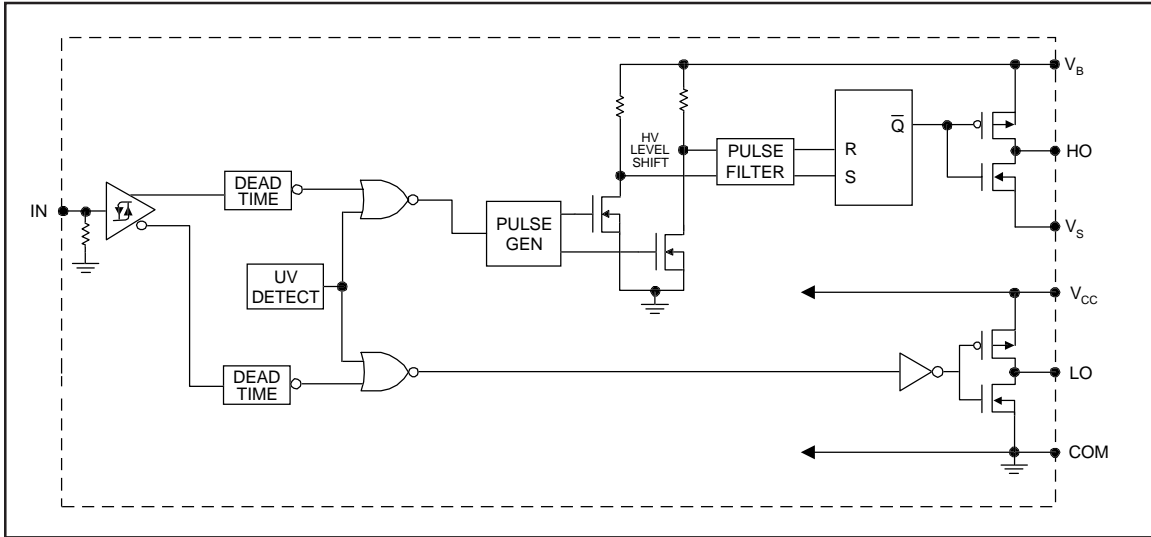 V_B
Q̅
HV
LEVEL
SHIFT
PULSE
FILTER
R
S
HO
DEAD
TIME
IN
PULSE
GEN
V_S
UV
DETECT
V_CC
DEAD
TIME
LO
COM